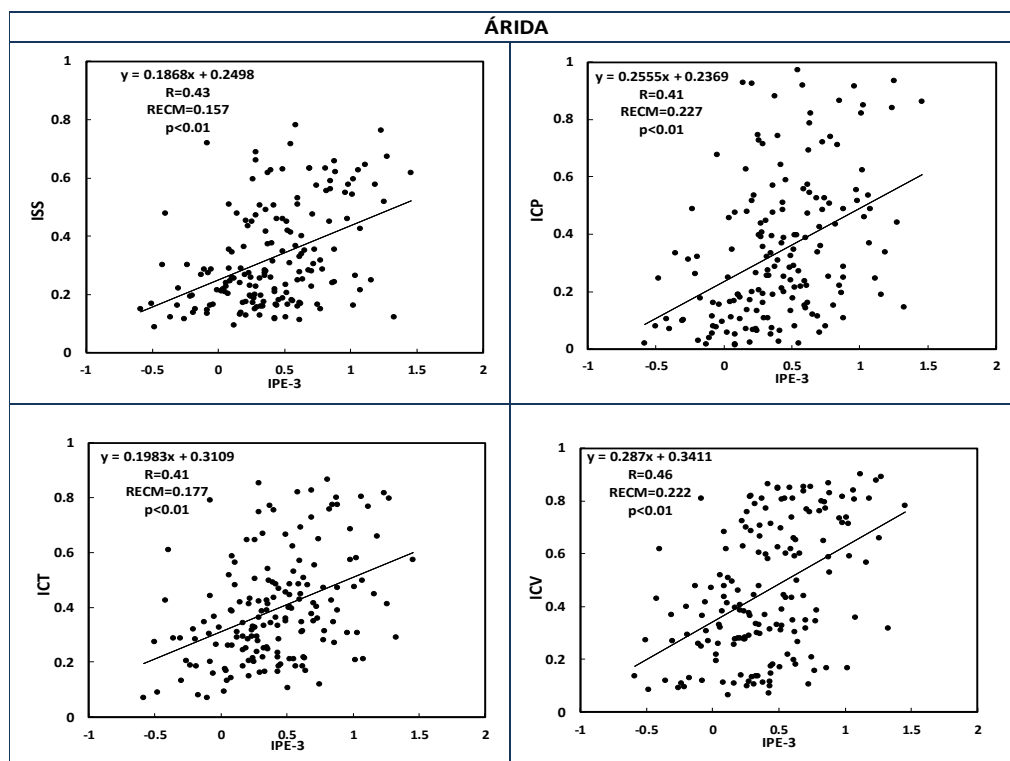 ÁRIDA
y = 0.1868x + 0.2498
R=0.43
RECM=0.157
p<0.01
ISS
1
0.8
0.6
0.4
0.2
0
-1 -0.5 0 0.5 1 1.5 2
IPE-3
y = 0.2555x + 0.2369
R=0.41
RECM=0.227
p<0.01
ICP
1
0.8
0.6
0.4
0.2
0
-1 -0.5 0 0.5 1 1.5 2
IPE-3
y = 0.1983x + 0.3109
R=0.41
RECM=0.177
p<0.01
ICT
1
0.8
0.6
0.4
0.2
0
-1 -0.5 0 0.5 1 1.5 2
IPE-3
y = 0.287x + 0.3411
R=0.46
RECM=0.222
p<0.01
ICV
1
0.8
0.6
0.4
0.2
0
-1 -0.5 0 0.5 1 1.5 2
IPE-3